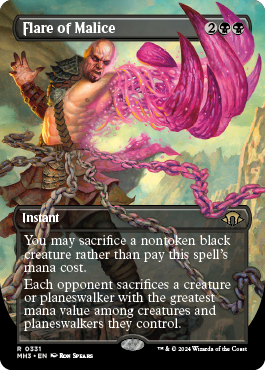 Flare of Malice 2
Instant
You may sacrifice a nontoken black
creature rather than pay this spell's
mana cost.
Each opponent sacrifices a creature
or planeswalker with the greatest
mana value among creatures and
planeswalkers they control.
R 0331
MH3 • EN RON SPEARS
™ & © 2024 Wizards of the Coast